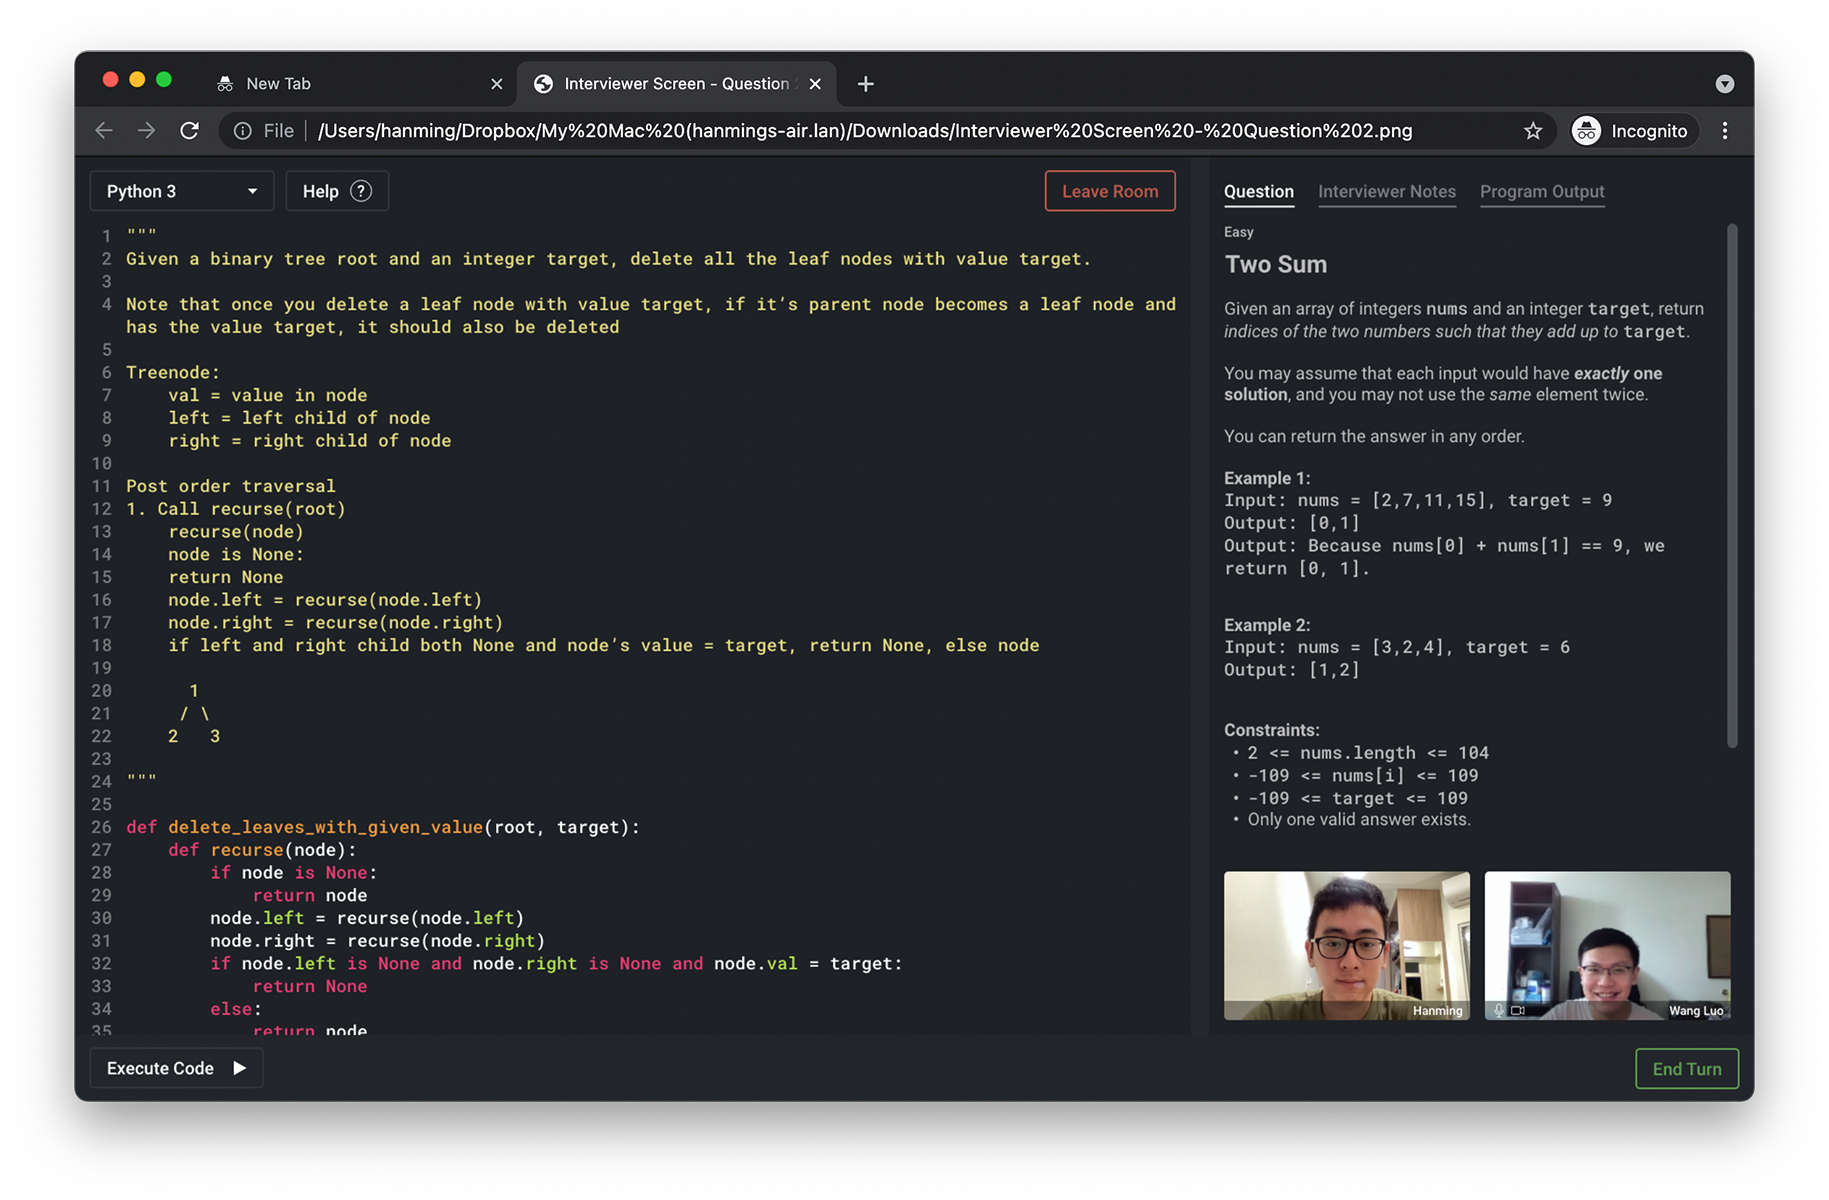 New Tab
Interviewer Screen - Question
File
/Users/hanming/Dropbox/My%20Mac%20(hanmings-air.lan)/Downloads/Interviewer%20Screen%20-%20Question%202.png
Incognito
Python 3
Help ?
Leave Room
1 """
2 Given a binary tree root and an integer target, delete all the leaf nodes with value target.
3
4 Note that once you delete a leaf node with value target, if it’s parent node becomes a leaf node and
has the value target, it should also be deleted
5
6 Treenode:
7     val = value in node
8     left = left child of node
9     right = right child of node
10
11 Post order traversal
12 1. Call recurse(root)
13     recurse(node)
14     node is None:
15     return None
16     node.left = recurse(node.left)
17     node.right = recurse(node.right)
18     if left and right child both None and node’s value = target, return None, else node
19
20       1
21      / \
22     2   3
23
24 """
25
26 def delete_leaves_with_given_value(root, target):
27     def recurse(node):
28         if node is None:
29             return node
30         node.left = recurse(node.left)
31         node.right = recurse(node.right)
32         if node.left is None and node.right is None and node.val = target:
33             return None
34         else:
35             return node
Execute Code
Question
Interviewer Notes
Program Output
Easy
Two Sum
Given an array of integers nums and an integer target, return
indices of the two numbers such that they add up to target.
You may assume that each input would have exactly one
solution, and you may not use the same element twice.
You can return the answer in any order.
Example 1:
Input: nums = [2,7,11,15], target = 9
Output: [0,1]
Output: Because nums[0] + nums[1] == 9, we
return [0, 1].
Example 2:
Input: nums = [3,2,4], target = 6
Output: [1,2]
Constraints:
• 2 <= nums.length <= 104
• -109 <= nums[i] <= 109
• -109 <= target <= 109
• Only one valid answer exists.
Hanming
Wang Luo
End Turn